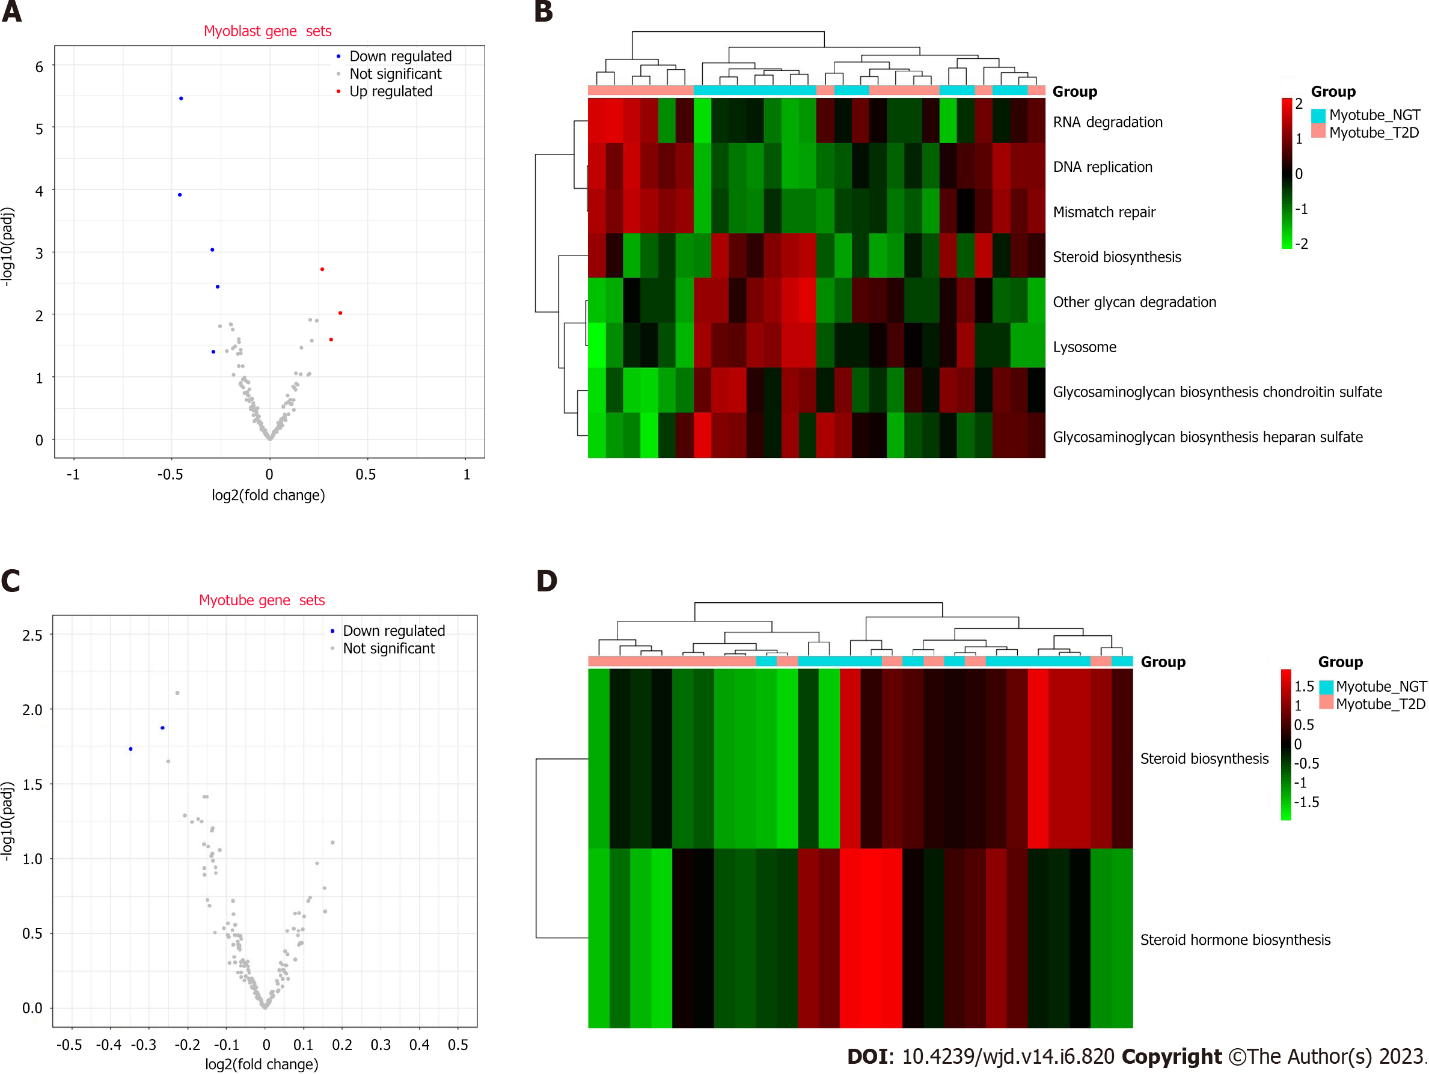 A
Myoblast gene sets
Down regulated
Not significant
Up regulated
6
5
4
3
2
1
0
-log10(padj)
-1
-0.5
0
0.5
1
log2(fold change)
B
Group
RNA degradation
DNA replication
Mismatch repair
Steroid biosynthesis
Other glycan degradation
Lysosome
Glycosaminoglycan biosynthesis chondroitin sulfate
Glycosaminoglycan biosynthesis heparan sulfate
2
1
0
-1
-2
Group
Myotube_NGT
Myotube_T2D
C
Myotube gene sets
Down regulated
Not significant
2.5
2.0
1.5
1.0
0.5
0.0
-log10(padj)
-0.5
-0.4
-0.3
-0.2
-0.1
0
0.1
0.2
0.3
0.4
0.5
log2(fold change)
D
Group
Steroid biosynthesis
Steroid hormone biosynthesis
1.5
1
0.5
0
-0.5
-1
-1.5
Group
Myotube_NGT
Myotube_T2D
DOI: 10.4239/wjd.v14.i6.820 Copyright ©The Author(s) 2023.